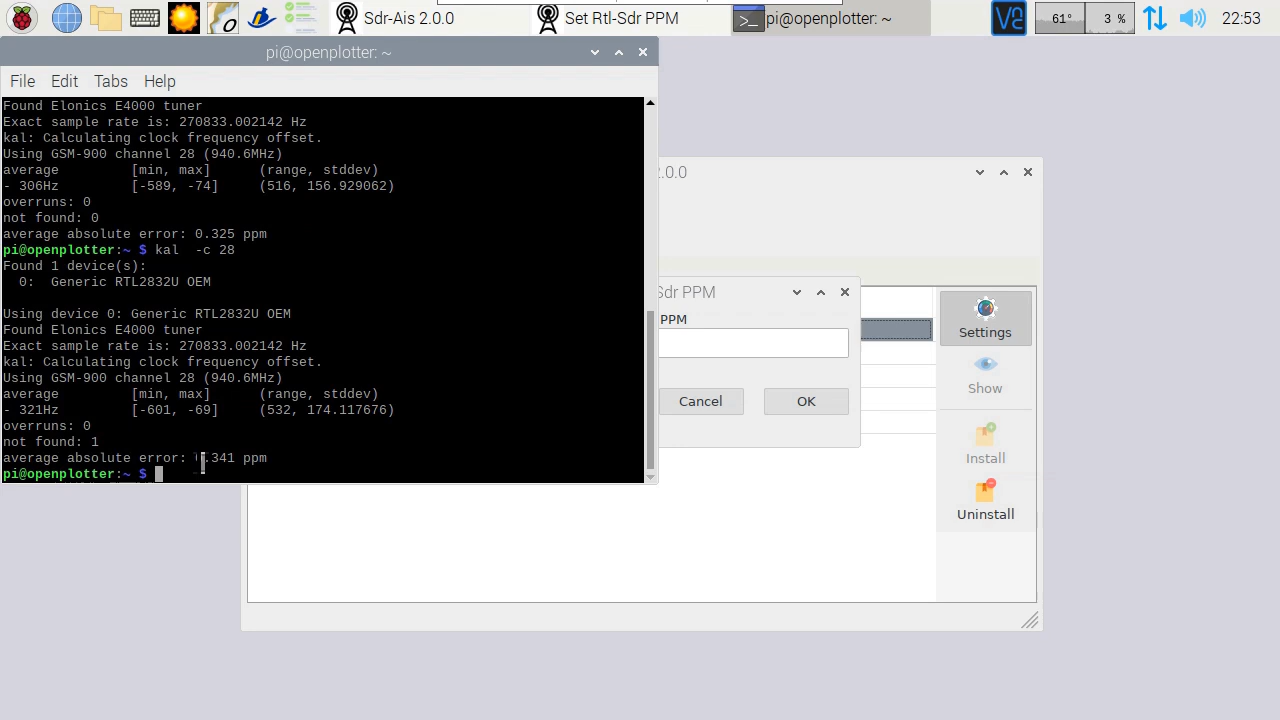 Sdr-Ais 2.0.0
Set Rtl-Sdr PPM
pi@openplotter ~
61°
3 %
22:53
pi@openplotter: ~
File Edit Tabs Help
Found Elonics E4000 tuner
Exact sample rate is: 270833.002142 Hz
kal: Calculating clock frequency offset.
Using GSM-900 channel 28 (940.6MHz)
average [min, max] (range, stddev)
- 306Hz [-589, -74] (516, 156.929062)
overruns: 0
not found: 0
average absolute error: 0.325 ppm
pi@openplotter:~ $ kal -c 28
Found 1 device(s):
0: Generic RTL2832U OEM
Using device 0: Generic RTL2832U OEM
Found Elonics E4000 tuner
Exact sample rate is: 270833.002142 Hz
kal: Calculating clock frequency offset.
Using GSM-900 channel 28 (940.6MHz)
average [min, max] (range, stddev)
- 321Hz [-601, -69] (532, 174.117676)
overruns: 0
not found: 1
average absolute error: 0.341 ppm
pi@openplotter:~ $
2.0.0
Sdr PPM
PPM
Cancel
OK
Settings
Show
Install
Uninstall